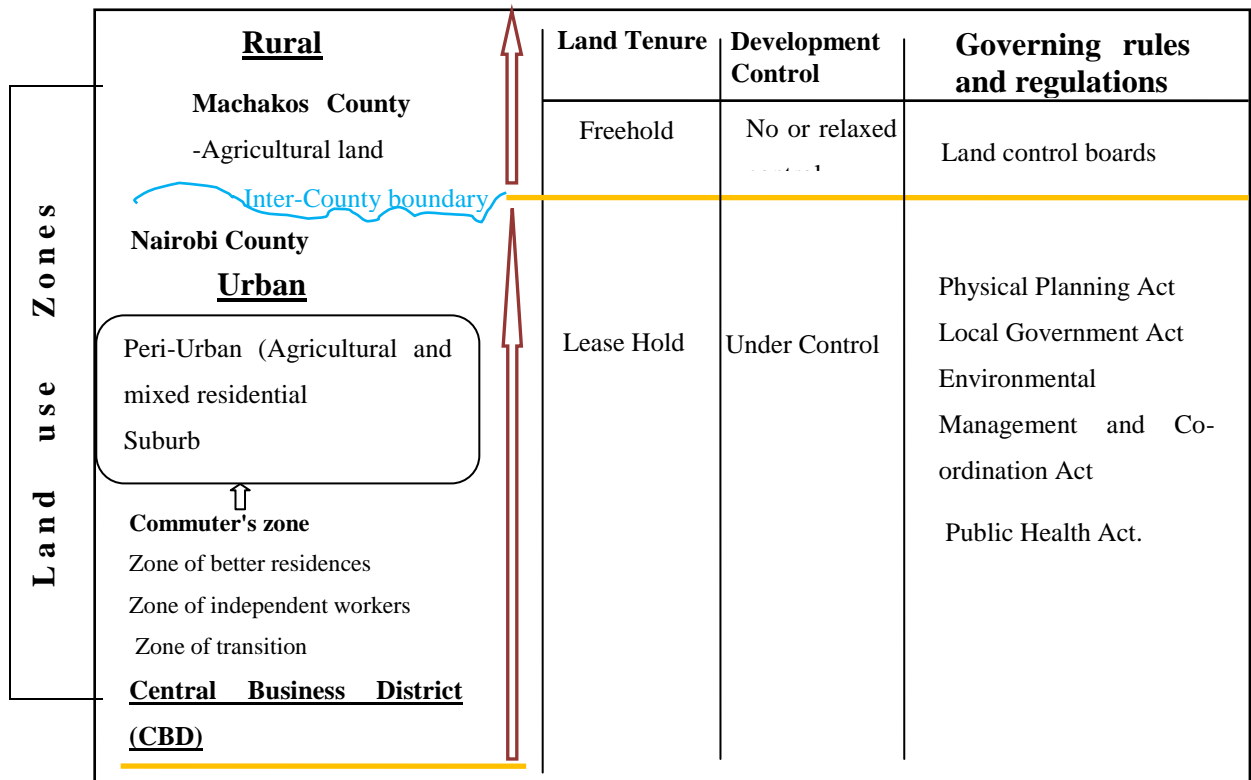 Land use Zones
Rural
Machakos County
-Agricultural land
Inter-County boundary
Nairobi County
Urban
Peri-Urban (Agricultural and
mixed residential
Suburb
Commuter's zone
Zone of better residences
Zone of independent workers
Zone of transition
Central Business District
(CBD)
Land Tenure
Freehold
Lease Hold
Development
Control
No or relaxed
Under Control
Governing rules
and regulations
Land control boards
Physical Planning Act
Local Government Act
Environmental
Management and Co-
ordination Act
Public Health Act.